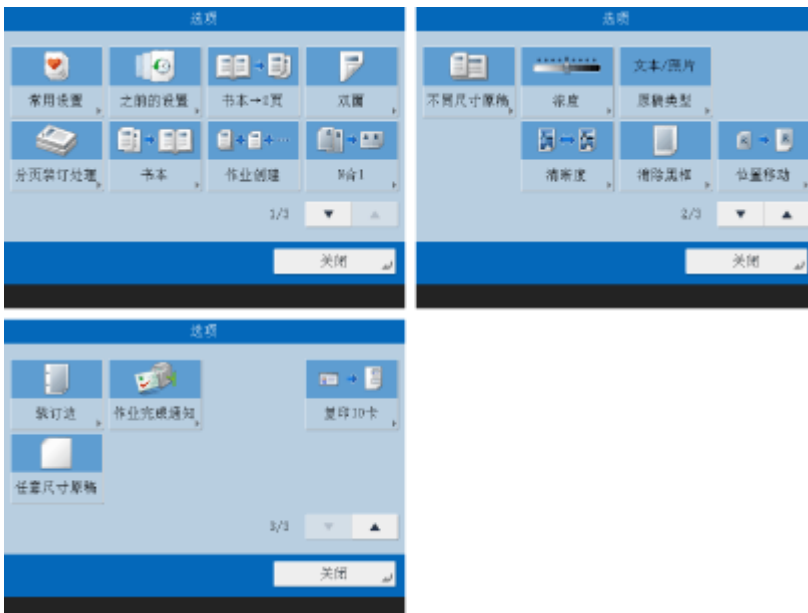 选项
常用设置 之前的设置 书本→2页 双面
分页装订处理 书本 作业创建 N合1
1/3
关闭
选项
文本/照片
不同尺寸原稿 浓度 原稿类型
清晰度 消除黑框 位置移动
2/3
关闭
选项
装订边 作业完成通知 复印ID卡
任意尺寸原稿
3/3
关闭